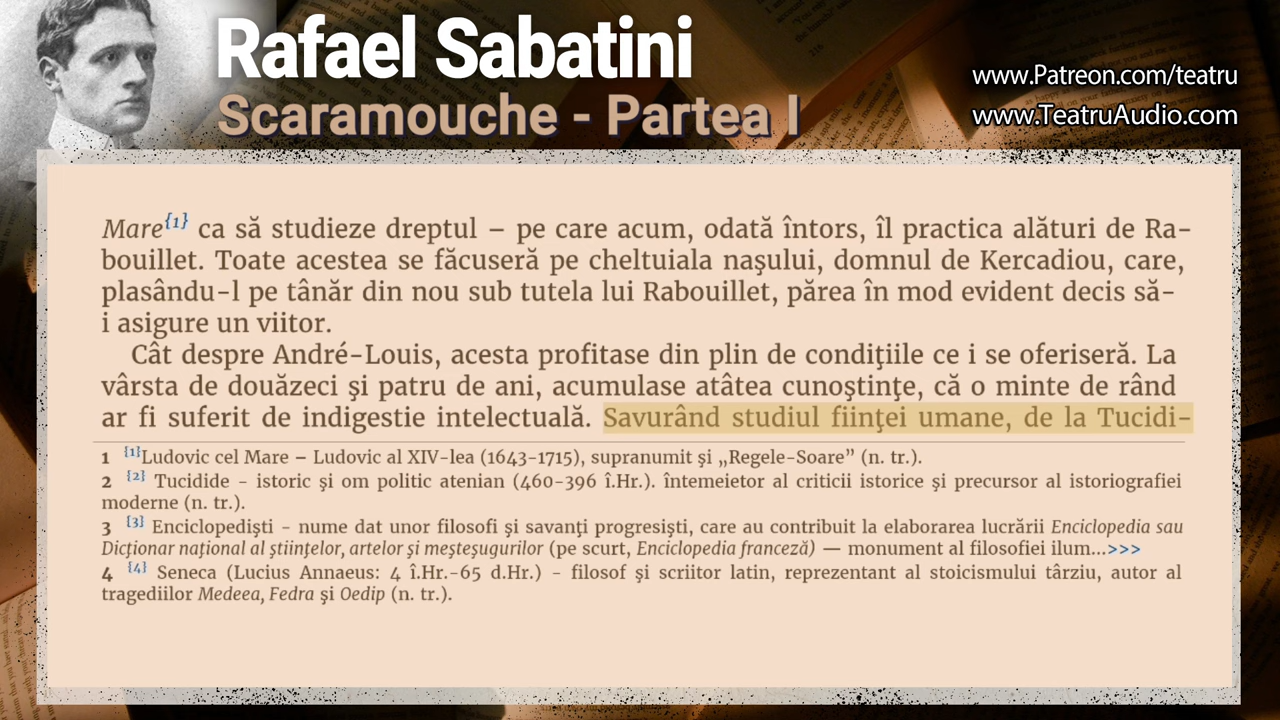 Rafael Sabatini
Scaramouche - Partea I
www.Patreon.com/teatru
www.TeatruAudio.com
Mare{1} ca să studieze dreptul – pe care acum, odată întors, îl practica alături de Ra-
bouillet. Toate acestea se făcuseră pe cheltuiala naşului, domnul de Kercadiou, care,
plasându-l pe tânăr din nou sub tutela lui Rabouillet, părea în mod evident decis să-
i asigure un viitor.
Cât despre André-Louis, acesta profitase din plin de condiţiile ce i se oferiseră. La
vârsta de douăzeci şi patru de ani, acumulase atâtea cunoştinţe, că o minte de rând
ar fi suferit de indigestie intelectuală. Savurând studiul fiinţei umane, de la Tucidi-
1 {1}Ludovic cel Mare – Ludovic al XIV-lea (1643-1715), supranumit şi „Regele-Soare” (n. tr.).
2 {2} Tucidide - istoric şi om politic atenian (460-396 î.Hr.). întemeietor al criticii istorice şi precursor al istoriografiei
moderne (n. tr.).
3 {3} Enciclopedişti - nume dat unor filosofi şi savanţi progresişti, care au contribuit la elaborarea lucrării Enciclopedia sau
Dicţionar naţional al ştiinţelor, artelor şi meşteşugurilor (pe scurt, Enciclopedia franceză) — monument al filosofiei ilum...>>>
4 {4} Seneca (Lucius Annaeus: 4 î.Hr.-65 d.Hr.) - filosof şi scriitor latin, reprezentant al stoicismului târziu, autor al
tragediilor Medeea, Fedra şi Oedip (n. tr.).